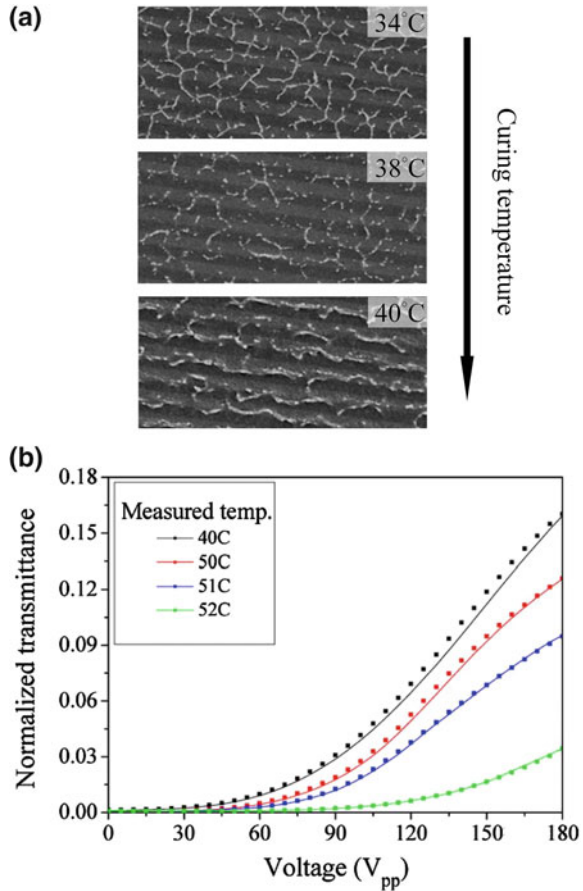 (a)
34°C
38°C
40°C
Curing temperature
(b)
Normalized transmittance
0.18
0.15
0.12
0.09
0.06
0.03
0.00
Measured temp.
40C
50C
51C
52C
0 30 60 90 120 150 180
Voltage (Vpp)